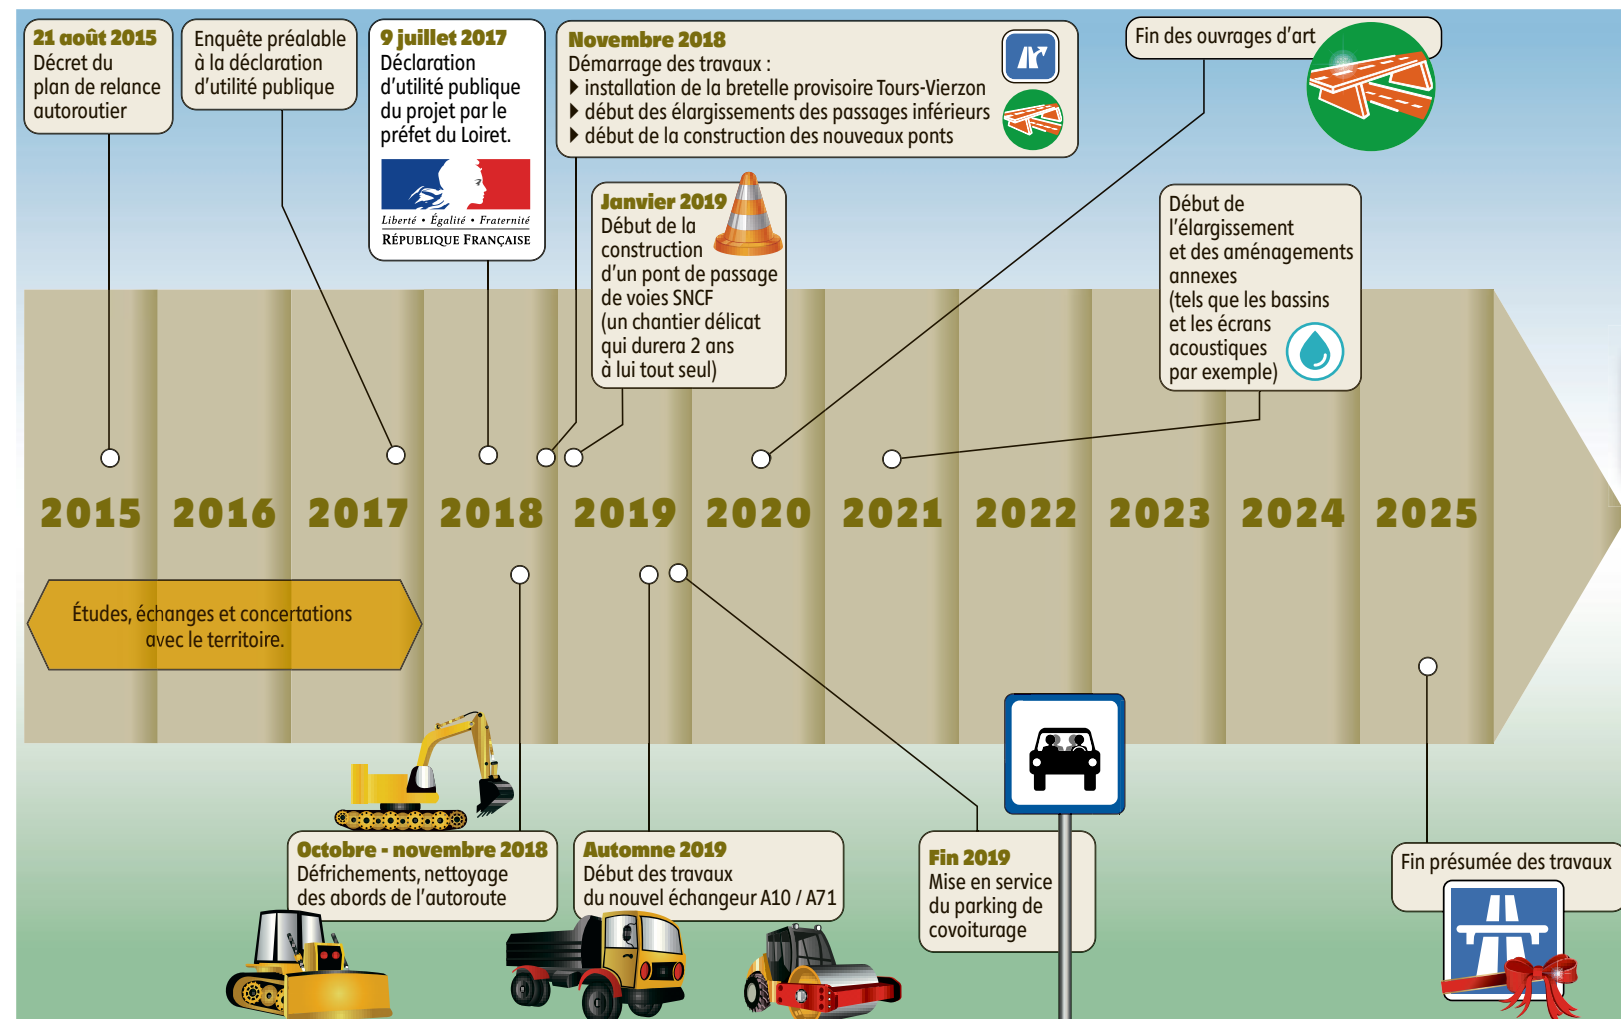 21 août 2015
Décret du
plan de relance
autoroutier
Enquête préalable
à la déclaration
d'utilité publique
9 juillet 2017
Déclaration
d'utilité publique
du projet par le
préfet du Loiret.
Liberté • Égalité • Fraternité
RÉPUBLIQUE FRANÇAISE
Novembre 2018
Démarrage des travaux :
▶ installation de la bretelle provisoire Tours-Vierzon
▶ début des élargissements des passages inférieurs
▶ début de la construction des nouveaux ponts
Janvier 2019
Début de la
construction
d'un pont de passage
de voies SNCF
(un chantier délicat
qui durera 2 ans
à lui tout seul)
Fin des ouvrages d'art
Début de
l'élargissement
et des aménagements
annexes
(tels que les bassins
et les écrans
acoustiques
par exemple)
2015 2016 2017 2018 2019 2020 2021 2022 2023 2024 2025
Études, échanges et concertations
avec le territoire.
Octobre - novembre 2018
Défrichements, nettoyage
des abords de l'autoroute
Automne 2019
Début des travaux
du nouvel échangeur A10 / A71
Fin 2019
Mise en service
du parking de
covoiturage
Fin présumée des travaux